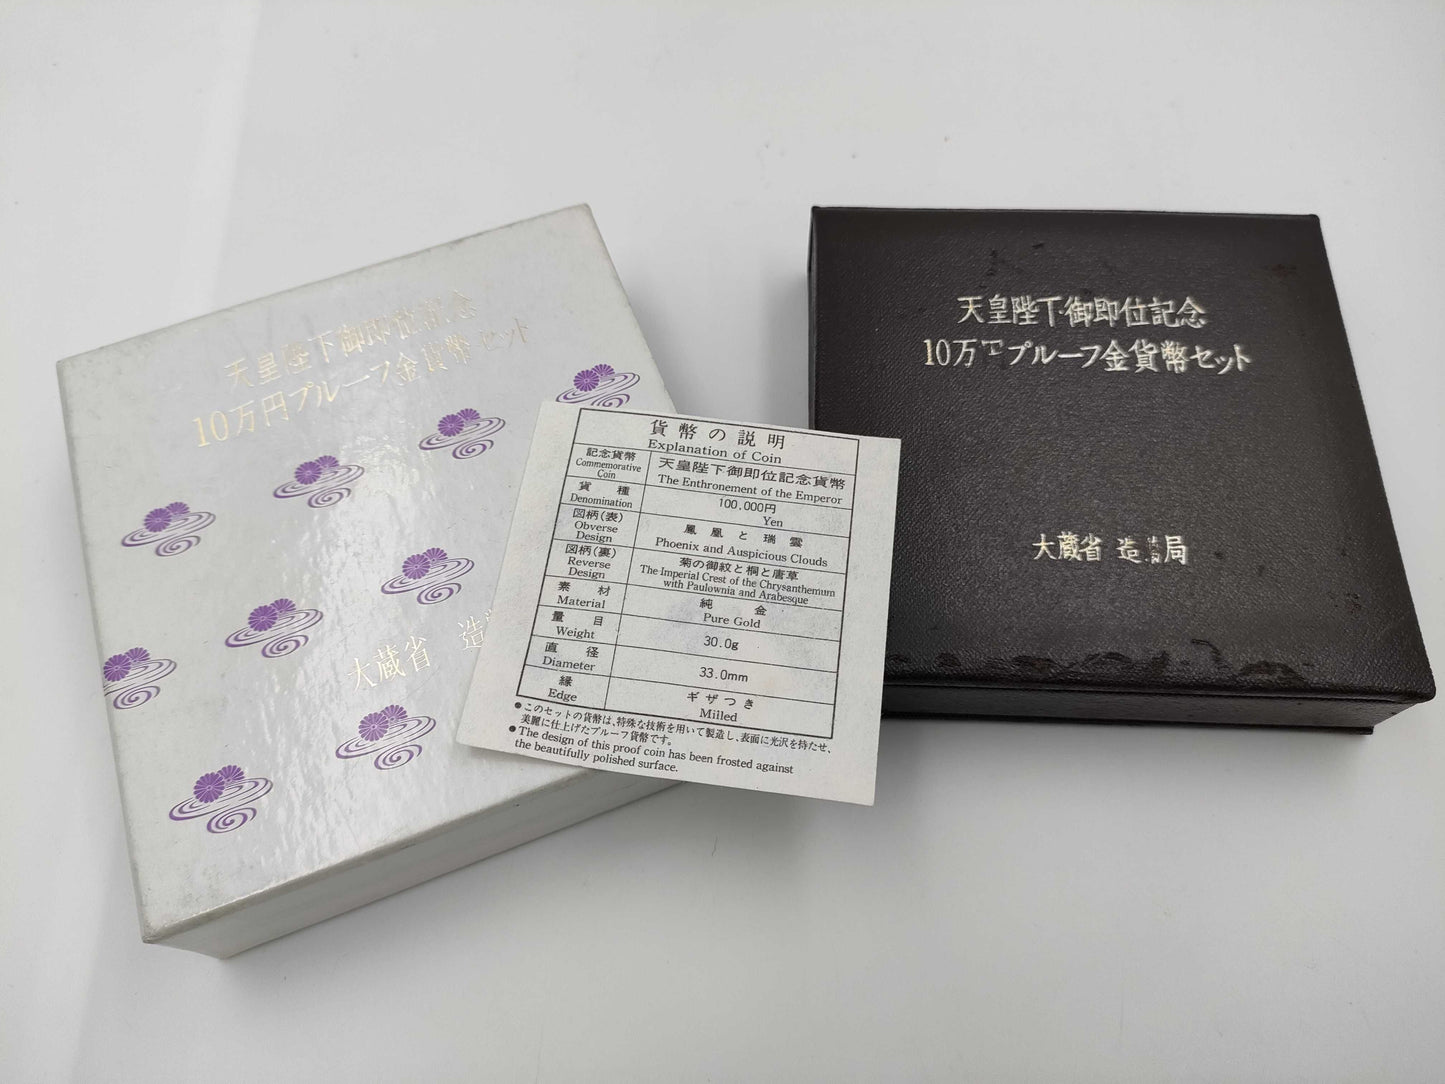 天皇陛下御即位記念
10万円プルーフ金貨幣セット
大蔵省 造
貨幣の説明
Explanation of Coin
記念貨幣
Commemorative
Coin
天皇陛下御即位記念貨幣
The Enthronement of the Emperor
貨種
Denomination
100,000円
Yen
図柄(表)
Obverse
Design
鳳凰と瑞雲
Phoenix and Auspicious Clouds
図柄(裏)
Reverse
Design
菊の御紋と桐と唐草
The Imperial Crest of the Chrysanthemum
with Paulownia and Arabesque
素材
Material
純金
Pure Gold
量目
Weight
30.0g
直径
Diameter
33.0mm
縁
Edge
ギザつき
Miilled
●このセットの貨幣は、特殊な技術を用いて製造し、表面に光沢を持たせ、
美麗に仕上げたプルーフ貨幣です。
●The design of this proof coin has been frosted against
the beautifully polished surface.
天皇陛下御即位記念
10万 プルーフ金貨幣セット
大蔵省 造 局